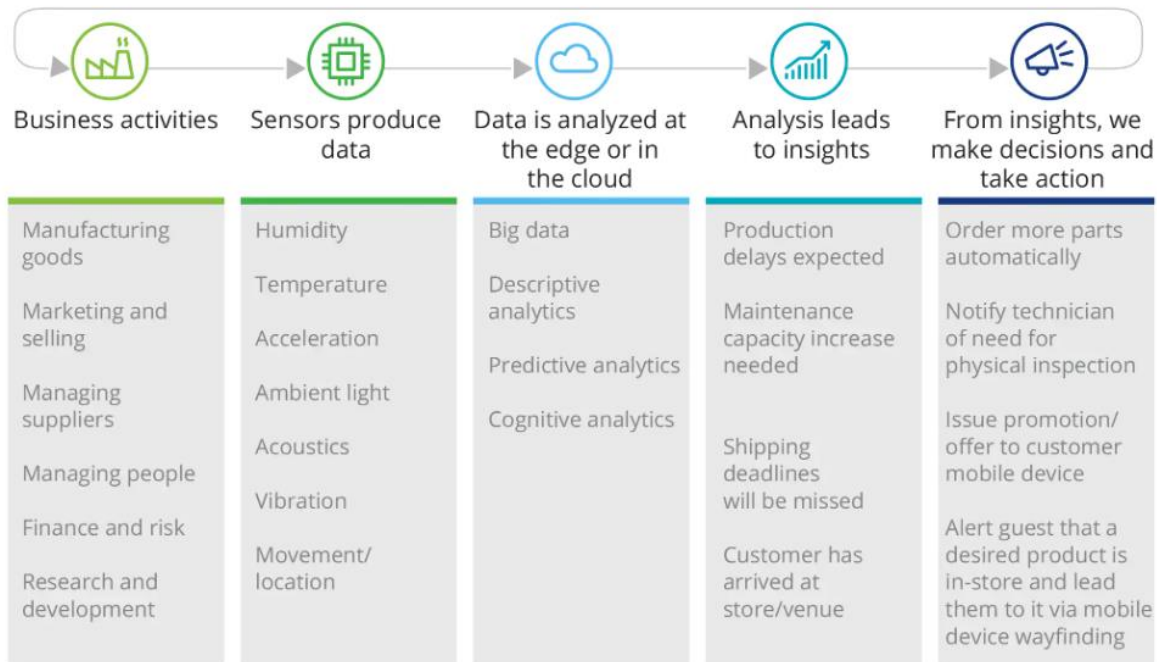 Business activities
Sensors produce
data
Data is analyzed at
the edge or in
the cloud
Analysis leads
to insights
From insights, we
make decisions and
take action
Manufacturing
goods
Marketing and
selling
Managing
suppliers
Managing people
Finance and risk
Research and
development
Humidity
Temperature
Acceleration
Ambient light
Acoustics
Vibration
Movement/
location
Big data
Descriptive
analytics
Predictive analytics
Cognitive analytics
Production
delays expected
Maintenance
capacity increase
needed
Shipping
deadlines
will be missed
Customer has
arrived at
store/venue
Order more parts
automatically
Notify technician
of need for
physical inspection
Issue promotion/
offer to customer
mobile device
Alert guest that a
desired product is
in-store and lead
them to it via mobile
device wayfinding